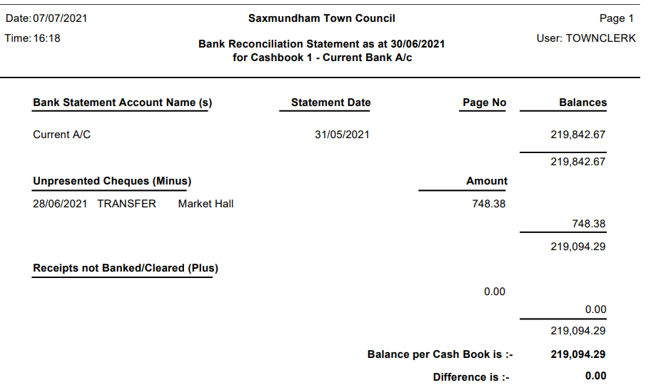 Date:07/07/2021 Saxmundham Town Council Page 1
Time:16:18 Bank Reconciliation Statement as at 30/06/2021 User: TOWNCLERK
for Cashbook 1 - Current Bank A/c
Bank Statement Account Name (s) Statement Date Page No Balances
Current A/C 31/05/2021 219,842.67
219,842.67
Unpresented Cheques (Minus) Amount
28/06/2021 TRANSFER Market Hall 748.38
748.38
219,094.29
Receipts not Banked/Cleared (Plus)
0.00
0.00
219,094.29
Balance per Cash Book is :- 219,094.29
Difference is :- 0.00